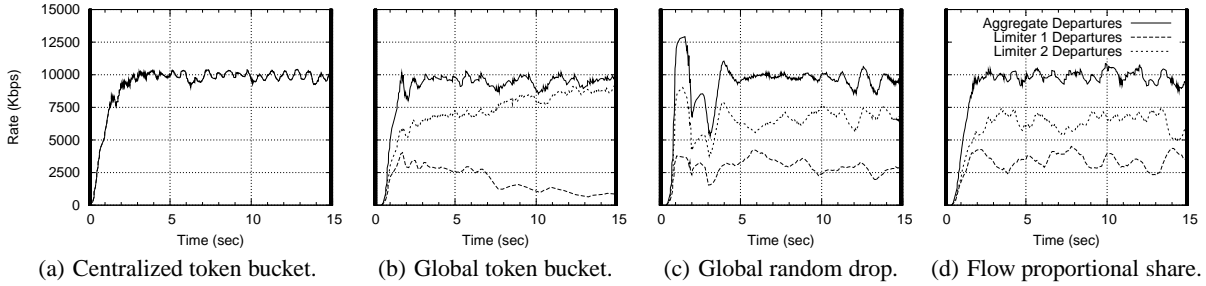 15000
12500
10000
7500
5000
2500
0
Rate (Kbps)
0 5 10 15
Time (sec)
(a) Centralized token bucket.
0 5 10 15
Time (sec)
(b) Global token bucket.
0 5 10 15
Time (sec)
(c) Global random drop.
Aggregate Departures
Limiter 1 Departures
Limiter 2 Departures
0 5 10 15
Time (sec)
(d) Flow proportional share.